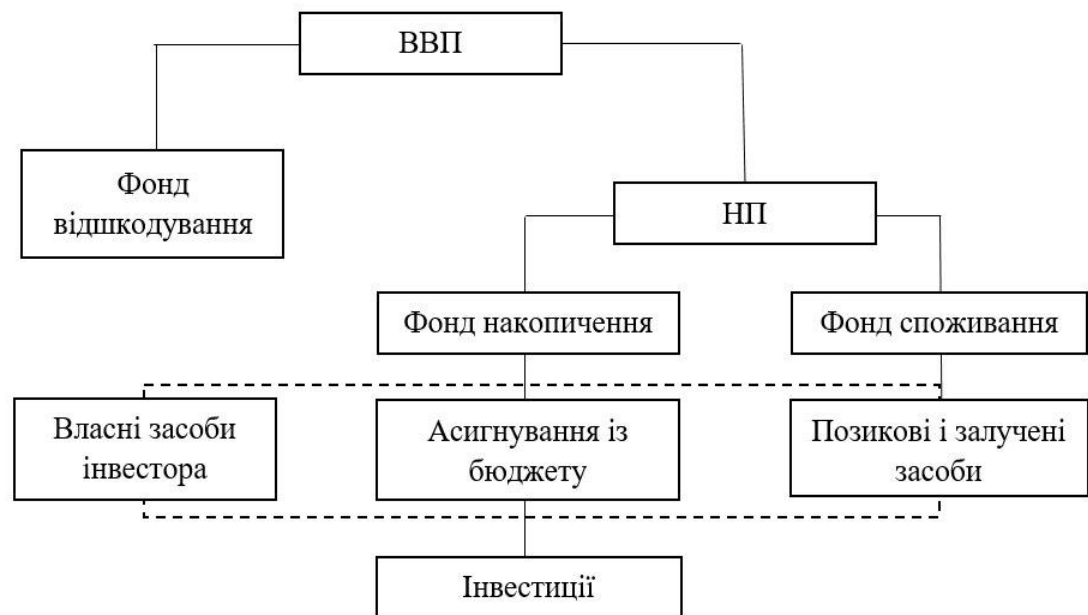 ВВП
Фонд
відшкодування
НП
Фонд накопичення
Фонд споживання
Власні засоби
інвестора
Асигнування із
бюджету
Позикові і залучені
засоби
Інвестиції